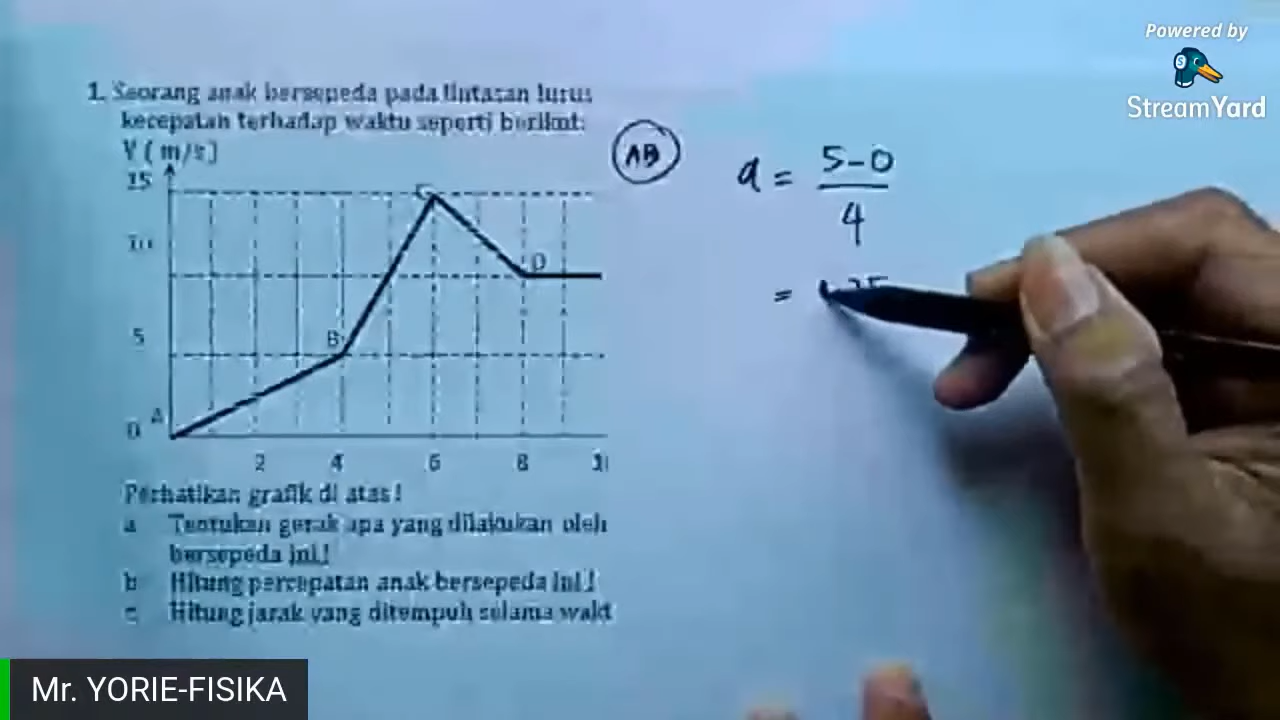 Powered by
StreamYard
1. Seorang anak bersepeda pada lintasan lurus
kecepatan terhadap waktu seperti berikut:
V ( m/s )
15
10
5
0
A
B
C
D
2 4 6 8
Perhatikan grafik di atas !
a Tentukan gerak apa yang dilakukan oleh
bersepeda ini !
b Hitung percepatan anak bersepeda ini !
c Hitung jarak yang ditempuh selama wakt
AB
a = 5-0
4
=
Mr. YORIE-FISIKA